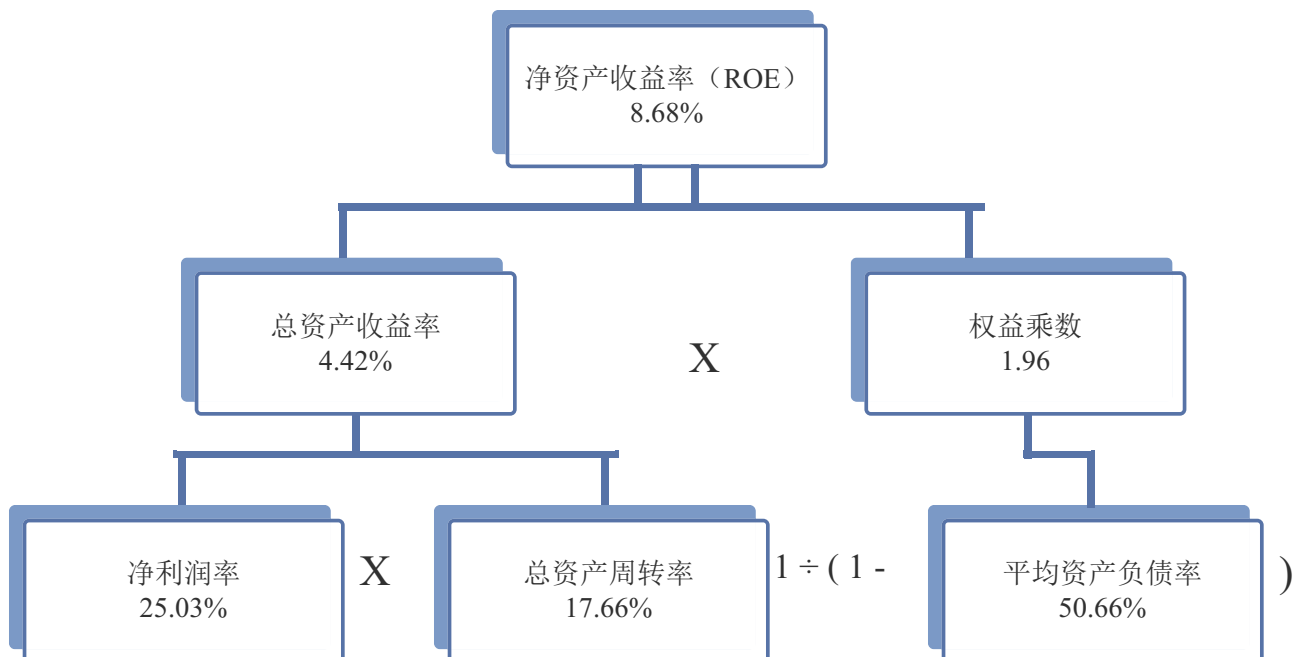 净资产收益率（ROE）
8.68%
总资产收益率
4.42%
X
权益乘数
1.96
净利润率
25.03%
X
总资产周转率
17.66%
1 ÷ ( 1 -
平均资产负债率
50.66%
)